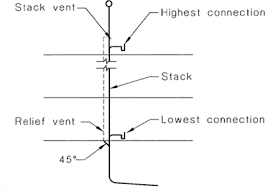 Stack vent
Highest connection
Stack
Relief vent
Lowest connection
45°